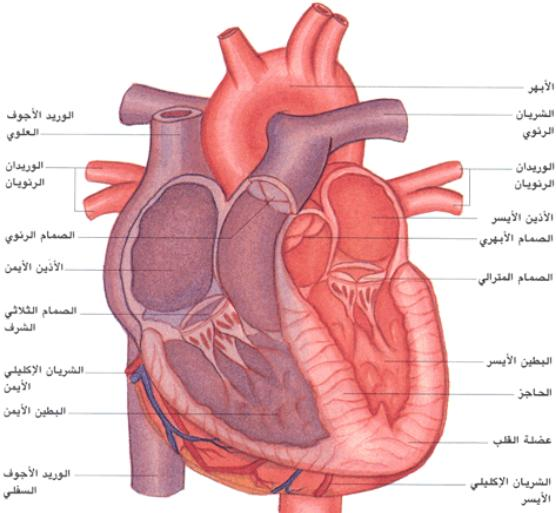 الأبهر
الشريان
الرئوي
الوريدان
الرئويان
الأذين الأيسر
الصمام الأبهري
الصمام المترالي
البطين الأيسر
الحاجز
عضلة القلب
الشريان الإكليلي
الأيسر
الوريد الأجوف
العلوي
الوريدان
الرئويان
الصمام الرئوي
الأذين الأيمن
الصمام الثلاثي
الشرف
الشريان الإكليلي
الأيمن
البطين الأيمن
الوريد الأجوف
السفلي